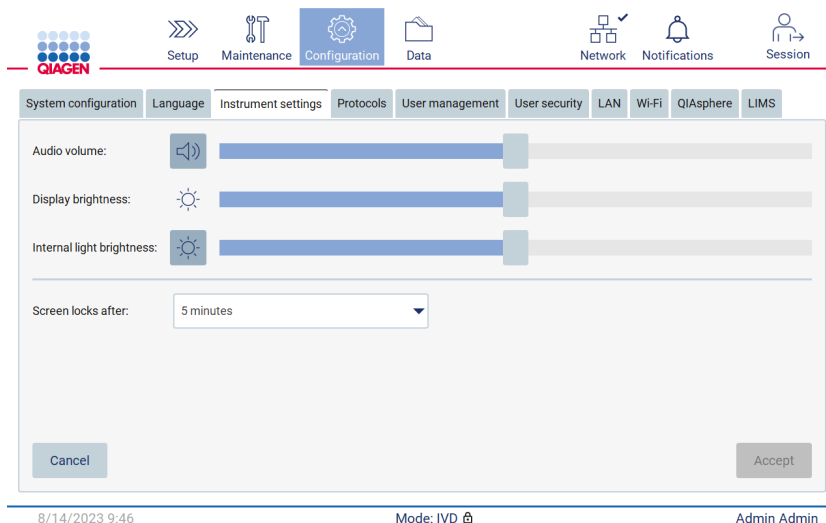 QIAGEN
Setup Maintenance Configuration Data Network Notifications Session
System configuration Language Instrument settings Protocols User management User security LAN Wi-Fi QIAsphere LIMS
Audio volume:
Display brightness:
Internal light brightness:
Screen locks after: 5 minutes
Cancel Accept
8/14/2023 9:46 Mode: IVD Admin Admin